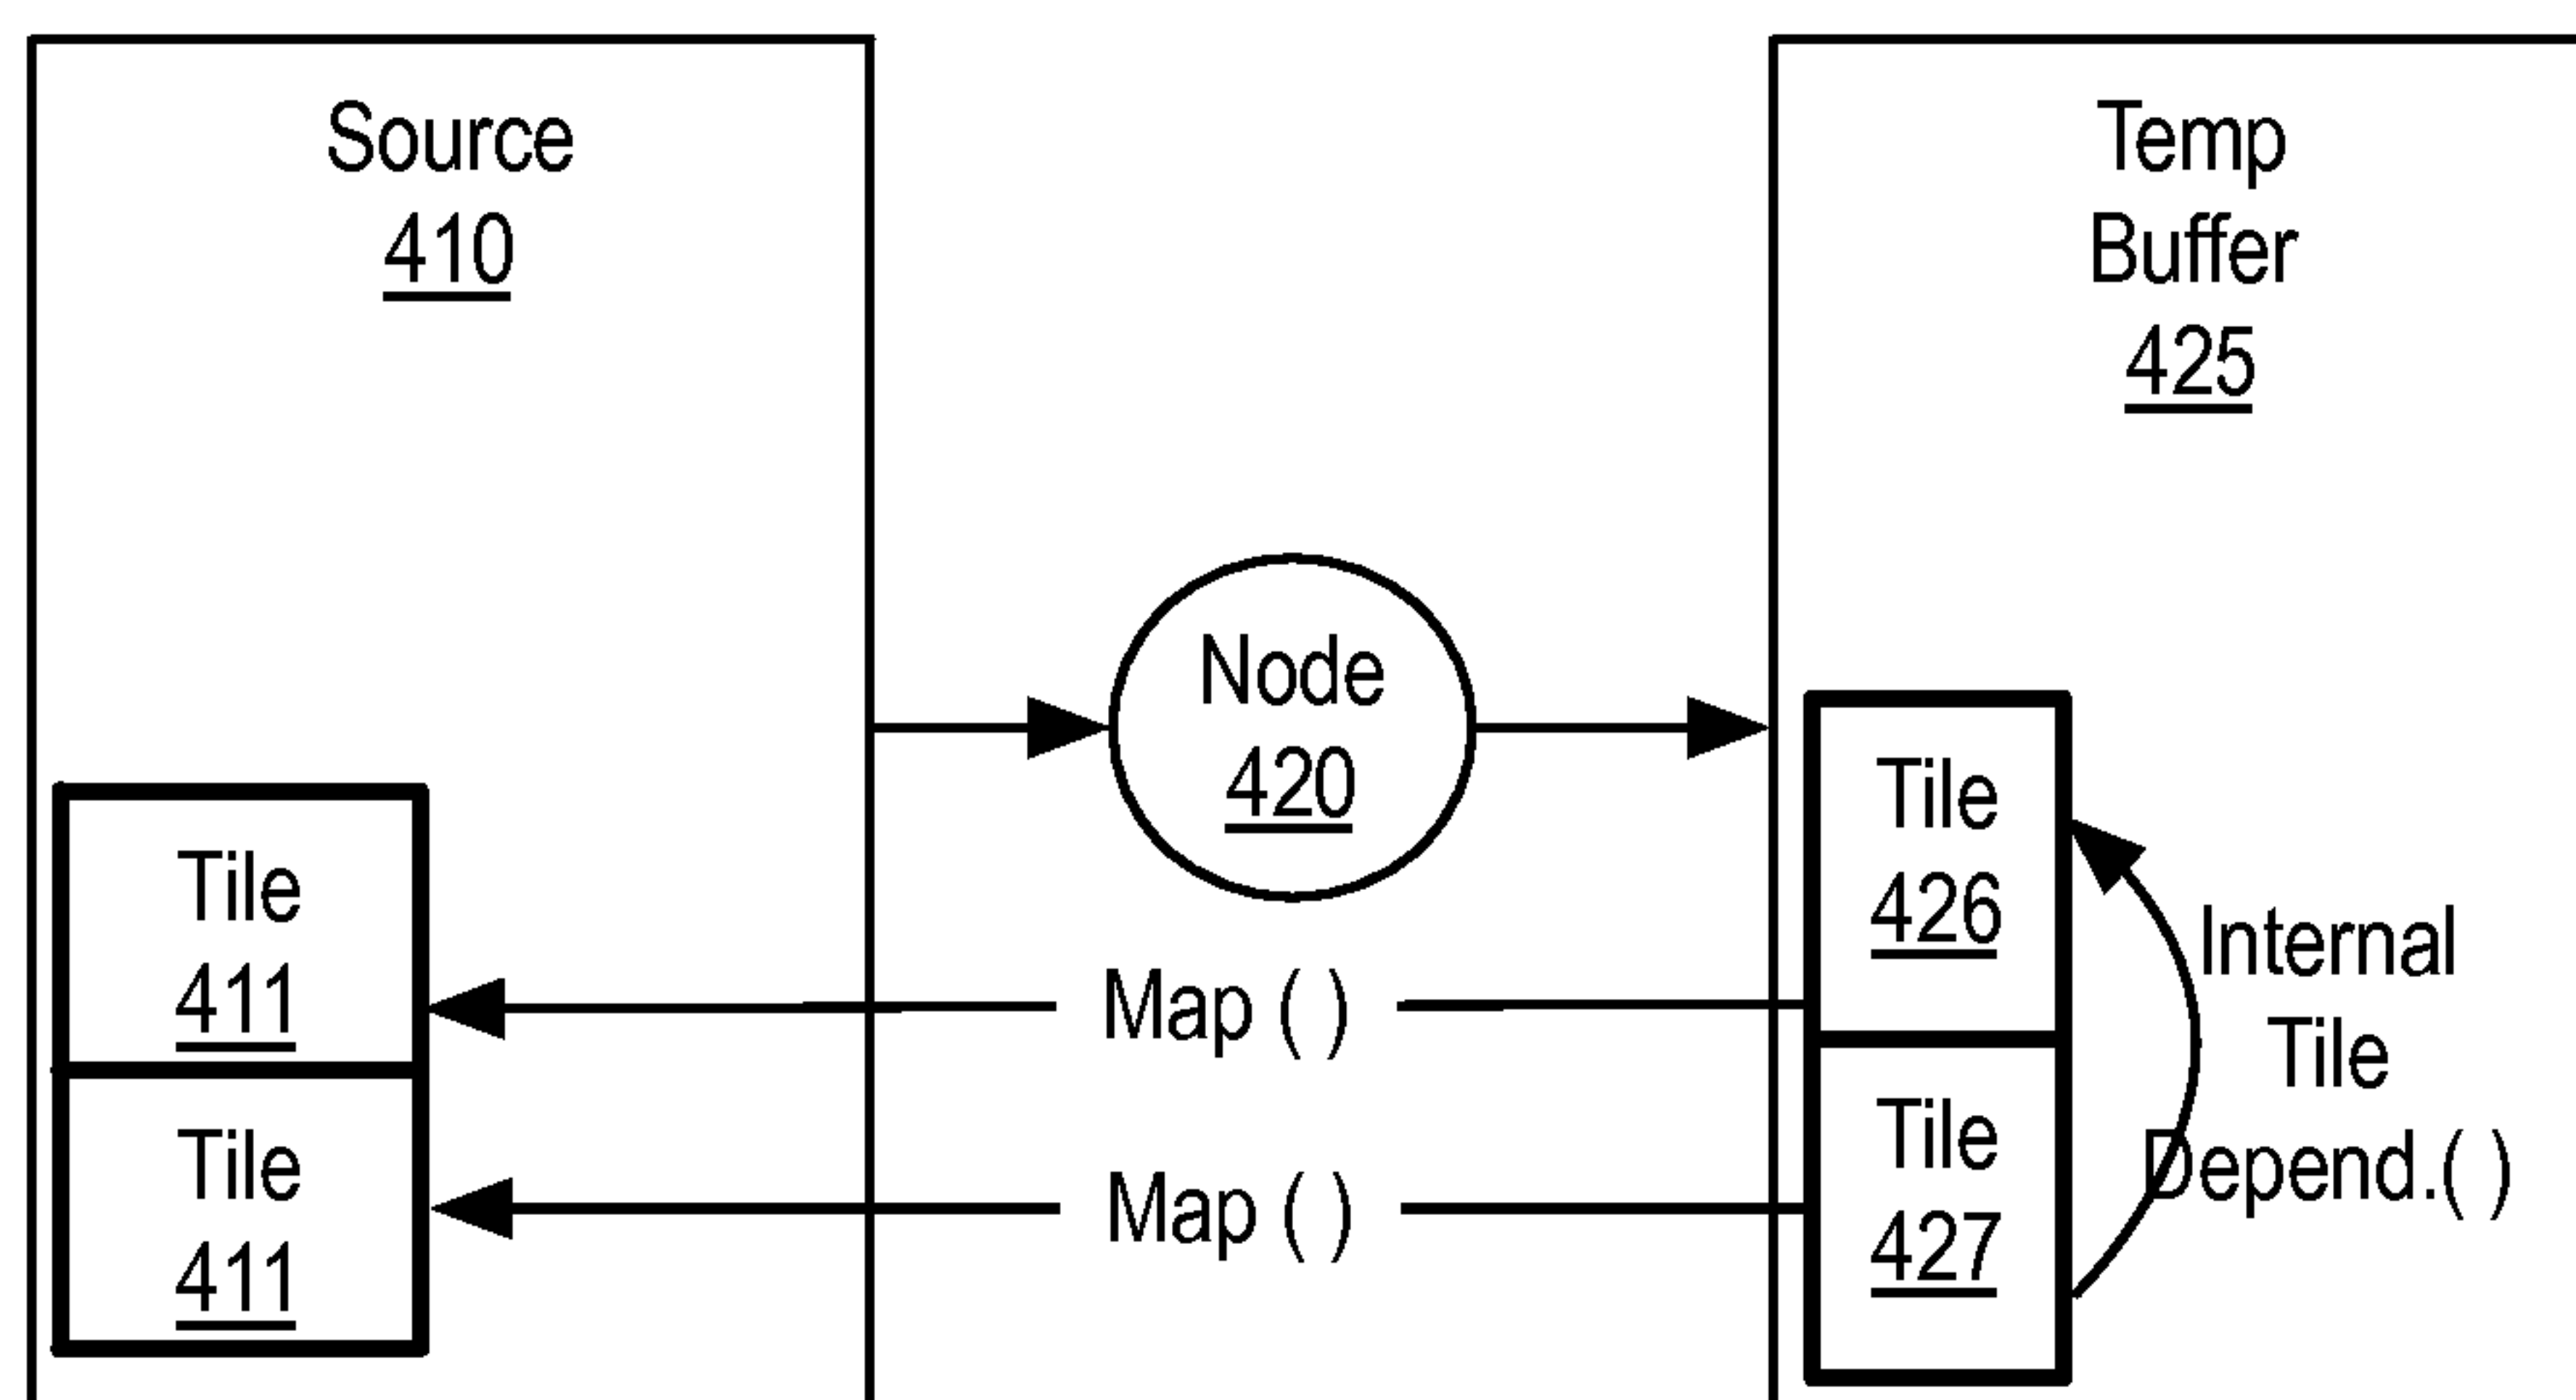 Source
410
Temp
Buffer
425
Node
420
Tile
411
Tile
411
Map ( )
Map ( )
Tile
426
Tile
427
Internal
Tile
Depend.( )